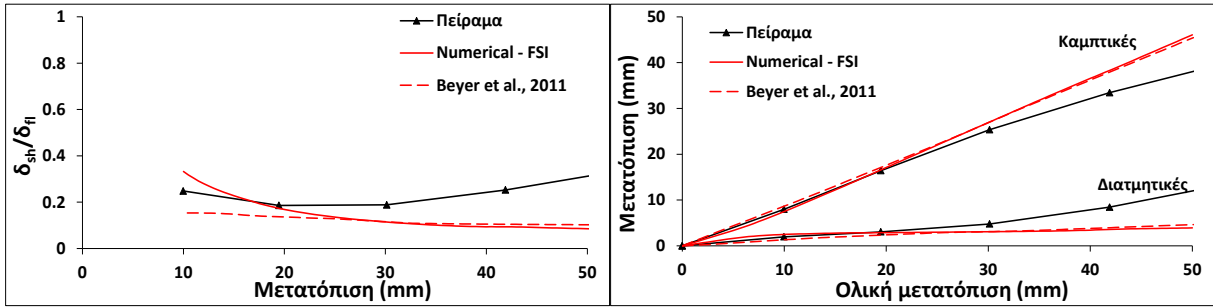 1
0.8
0.6
0.4
0.2
0
δsh/δfl
Πείραμα
Numerical - FSI
Beyer et al., 2011
0 10 20 30 40 50
Μετατόπιση (mm)
50
40
30
20
10
0
Μετατόπιση (mm)
Πείραμα
Numerical - FSI
Beyer et al., 2011
Καμπτικές
Διατμητικές
0 10 20 30 40 50
Ολική μετατόπιση (mm)